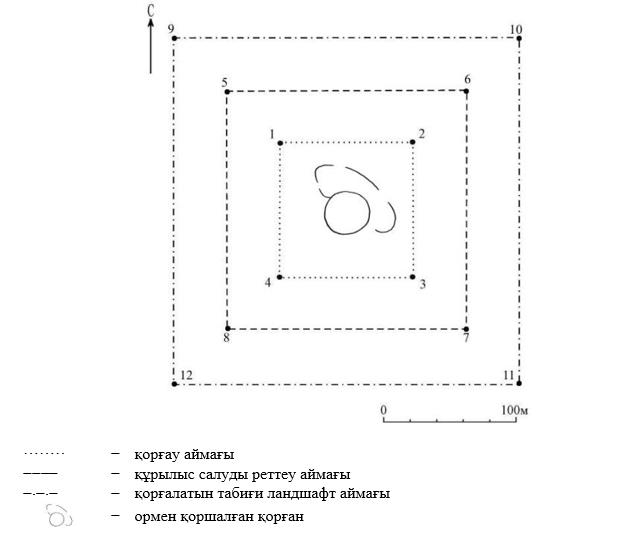 С
9
10
5
6
1
2
4
3
8
7
12
11
0
100м
........ – қорғау аймағы
–––– – құрылыс салуды реттеу аймағы
–·–·– – қорғалатын табиғи ландшафт аймағы
– ормен қоршалған қорған